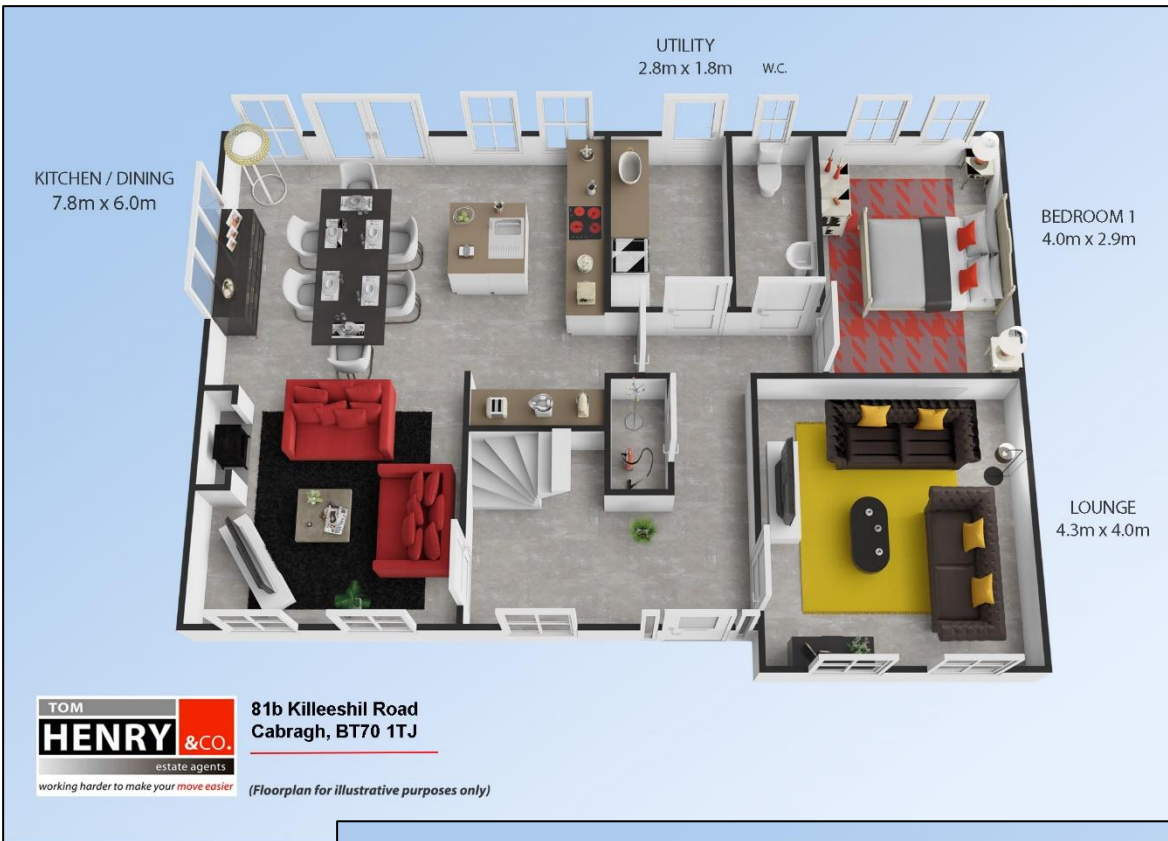 UTILITY
2.8m x 1.8m
W.C.
KITCHEN / DINING
7.8m x 6.0m
BEDROOM 1
4.0m x 2.9m
LOUNGE
4.3m x 4.0m
TOM
HENRY &CO.
estate agents
working harder to make your move easier
81b Killeeshil Road
Cabragh, BT70 1TJ
(Floorplan for illustrative purposes only)